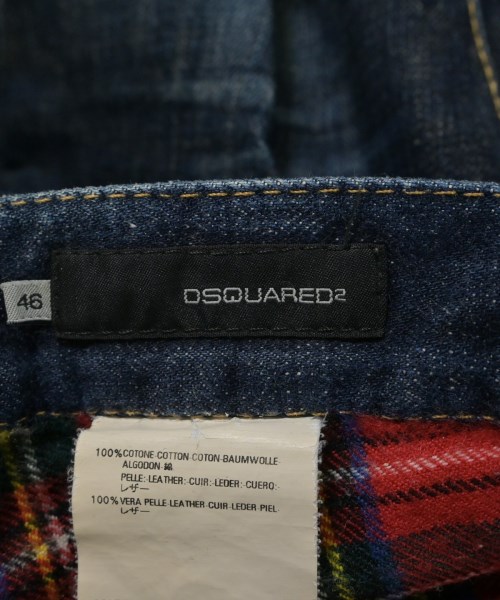 46
DSQUARED2
100%COTONE-COTTON-COTON-BAUMWOLLE
ALGODON-綿
PELLE:-LEATHER:-CUIR:-LEDER:-CUERO:
レザー
100%VERA PELLE-LEATHER-CUIR-LEDER-PIEL
レザー